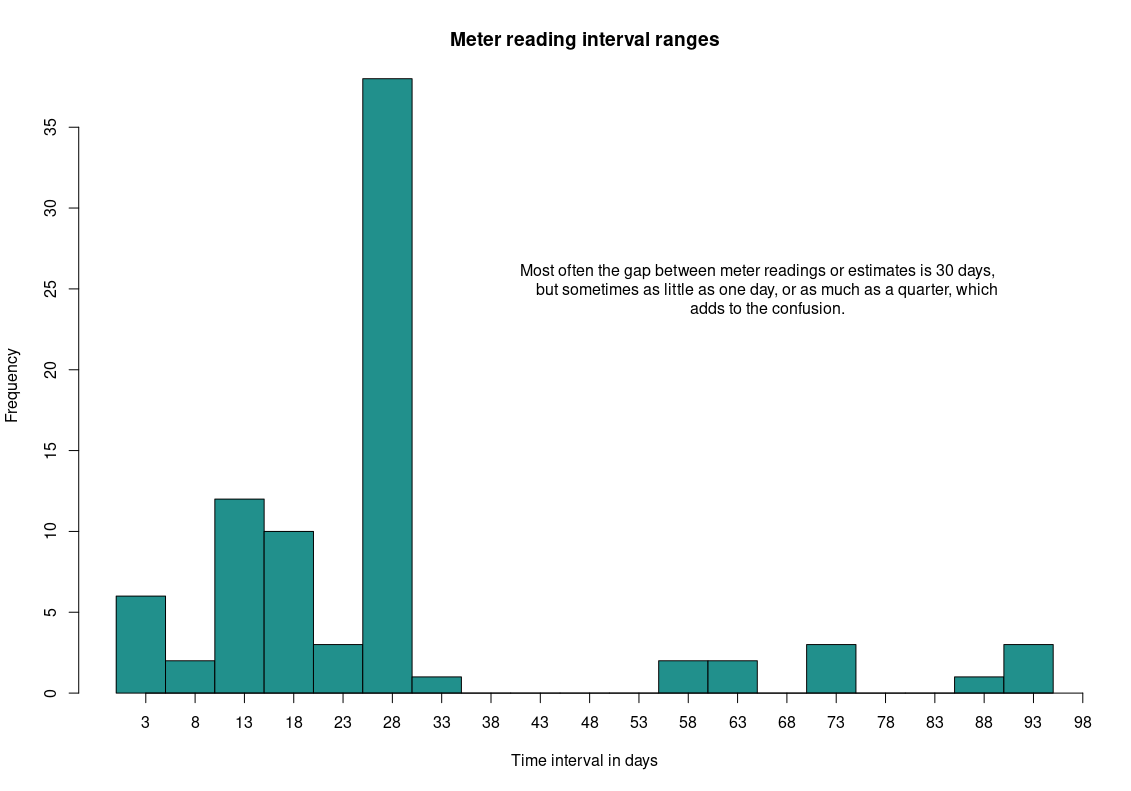 Meter reading interval ranges
35
30
25
20
15
10
5
0
Frequency
Most often the gap between meter readings or estimates is 30 days,
but sometimes as little as one day, or as much as a quarter, which
adds to the confusion.
3 8 13 18 23 28 33 38 43 48 53 58 63 68 73 78 83 88 93 98
Time interval in days